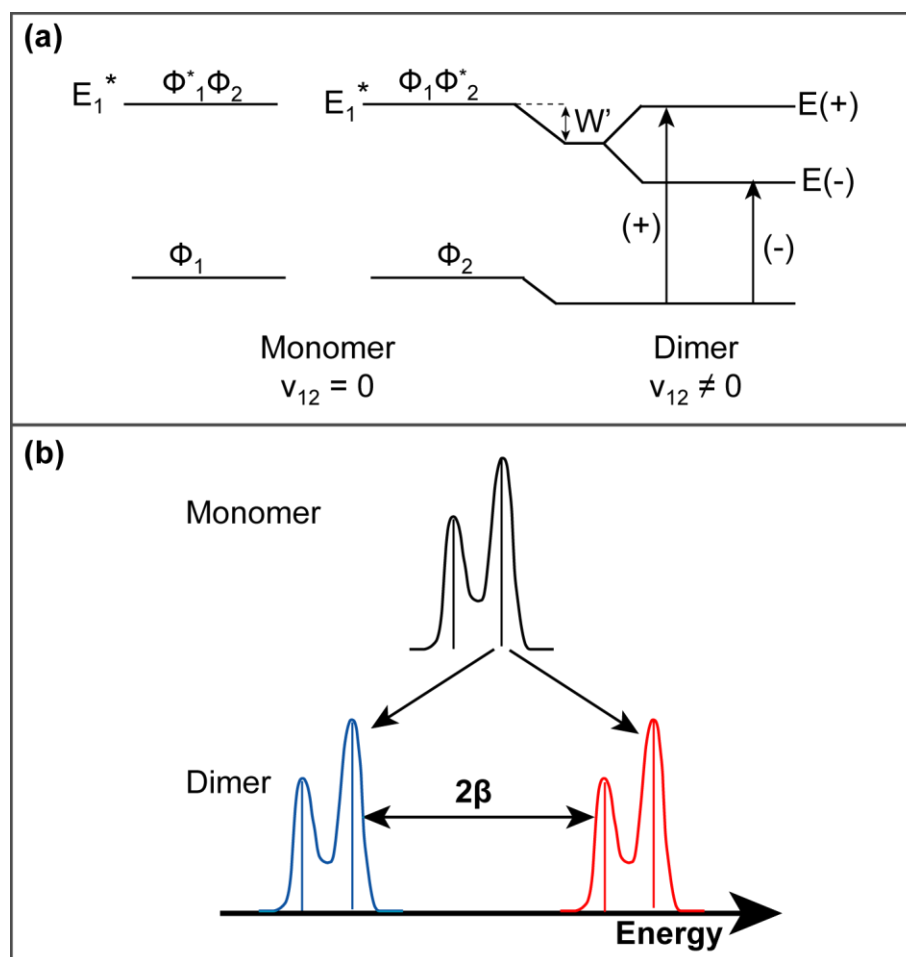 (a)
E₁* Φ*₁Φ₂ E₁* Φ₁Φ*₂ W' E(+)
E(-)
(+) (-)
Φ₁ Φ₂
Monomer Dimer
v₁₂ = 0 v₁₂ ≠ 0
(b)
Monomer
Dimer 2β
Energy